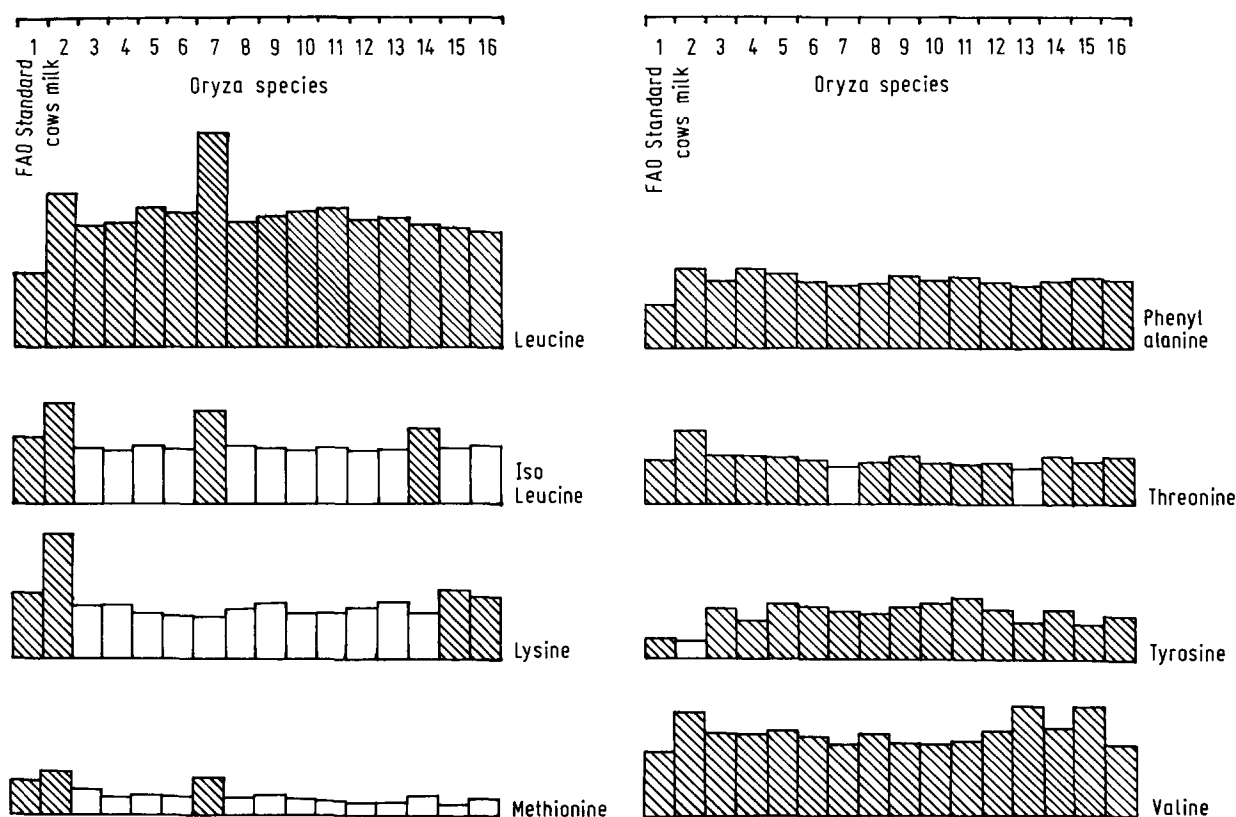 1 2 3 4 5 6 7 8 9 10 11 12 13 14 15 16
FAO Standard
cows milk
Oryza species
Leucine
Iso
Leucine
Lysine
Methionine
1 2 3 4 5 6 7 8 9 10 11 12 13 14 15 16
FAO Standard
cows milk
Oryza species
Phenyl
alanine
Threonine
Tyrosine
Valine